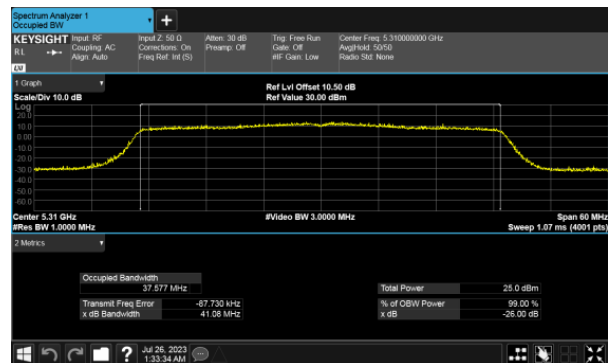 Spectrum Analyzer 1
Occupied BW
KEYSIGHT Input: RF Input Z: 50 Ω Atten: 30 dB Trig: Free Run Center Freq: 5.310000000 GHz
RL Coupling: AC Corrections: On Preamp: Off Gate: Off Avg|Hold: 50/50
Align: Auto Freq Ref: Int (S) #IF Gain: Low Radio Std: None
LXI
1 Graph Ref Lvl Offset 10.50 dB
Scale/Div 10.0 dB Ref Value 30.00 dBm
Log
20.0
10.0
0.00
-10.0
-20.0
-30.0
-40.0
-50.0
-60.0
Center 5.31 GHz #Video BW 3.0000 MHz Span 60 MHz
#Res BW 1.0000 MHz Sweep 1.07 ms (4001 pts)
2 Metrics
Occupied Bandwidth
37.577 MHz Total Power 25.0 dBm
Transmit Freq Error -87.730 kHz % of OBW Power 99.00 %
x dB Bandwidth 41.08 MHz x dB -26.00 dB
? Jul 26, 2023
1:33:34 AM